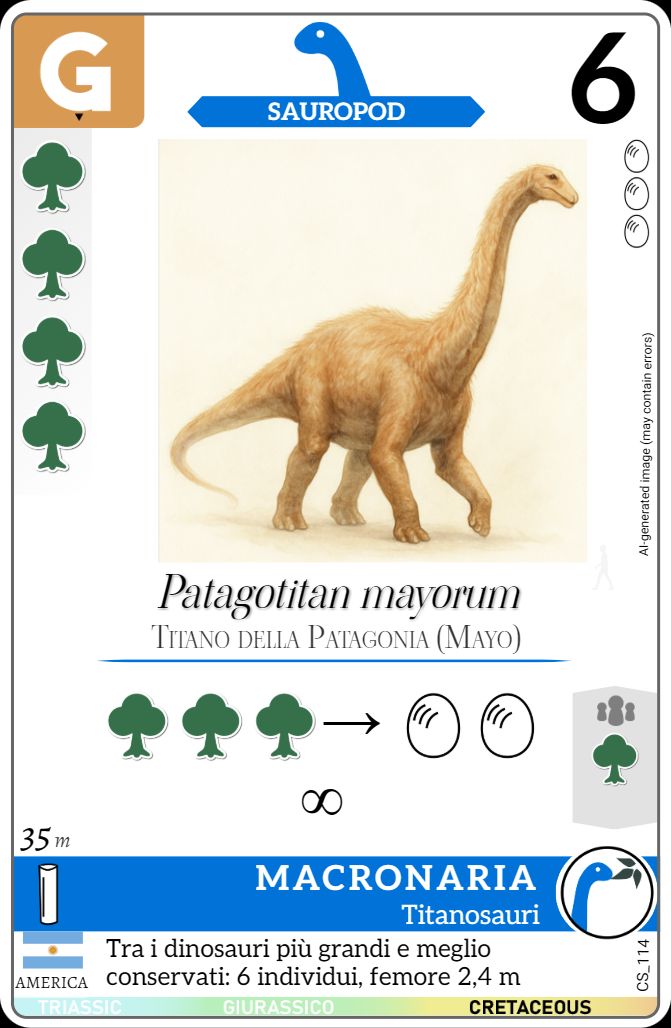 G
SAUROPOD
6
AI-generated image (may contain errors)
Patagotitan mayorum
Titano della Patagonia (Mayo)
∞
35 m
MACRONARIA
Titanosauri
AMERICA
Tra i dinosauri più grandi e meglio
conservati: 6 individui, femore 2,4 m
CS_114
TRIASSIC GIURASSICO CRETACEOUS